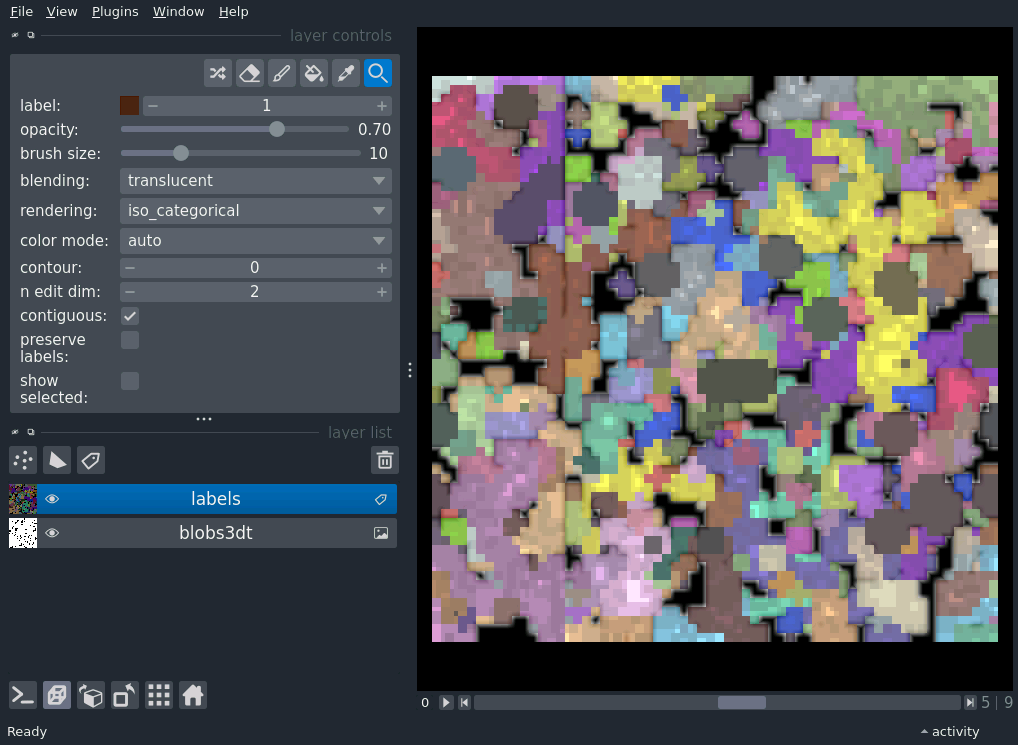 File View Plugins Window Help
layer controls
label: 1
opacity: 0.70
brush size: 10
blending: translucent
rendering: iso_categorical
color mode: auto
contour: 0
n edit dim: 2
contiguous:
preserve
labels:
show
selected:
layer list
labels
blobs3dt
0 5 | 9
Ready activity